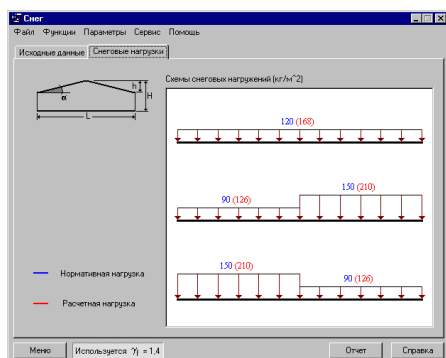 Снег
Файл Функции Параметры Сервис Помощь
Исходные данные Снеговые нагрузки
Схемы снеговых нагружений (кг/м^2)
h
H
α
L
120 (168)
90 (126)
150 (210)
150 (210)
90 (126)
Нормативная нагрузка
Расчетная нагрузка
Меню Используется γf = 1,4 Отчет Справка